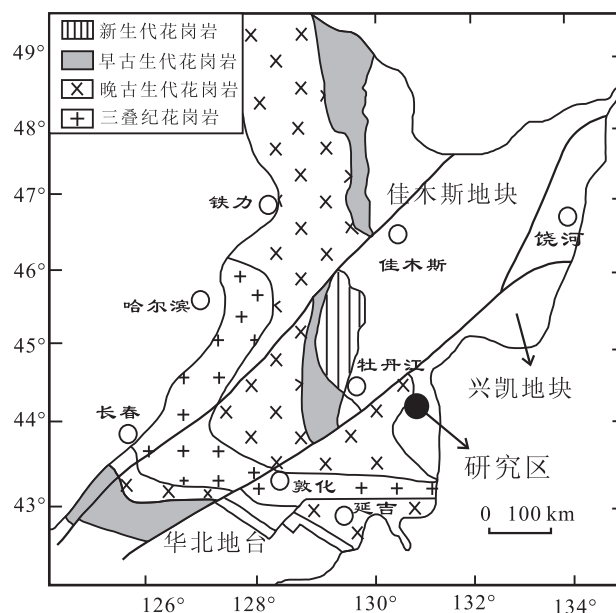 新生代花岗岩
早古生代花岗岩
晚古生代花岗岩
三叠纪花岗岩
49°
48°
47°
46°
45°
44°
43°
佳木斯地块
铁力
饶河
佳木斯
哈尔滨
牡丹江
兴凯地块
长春
研究区
敦化
延吉
华北地台
0 100 km
126° 128° 130° 132° 134°